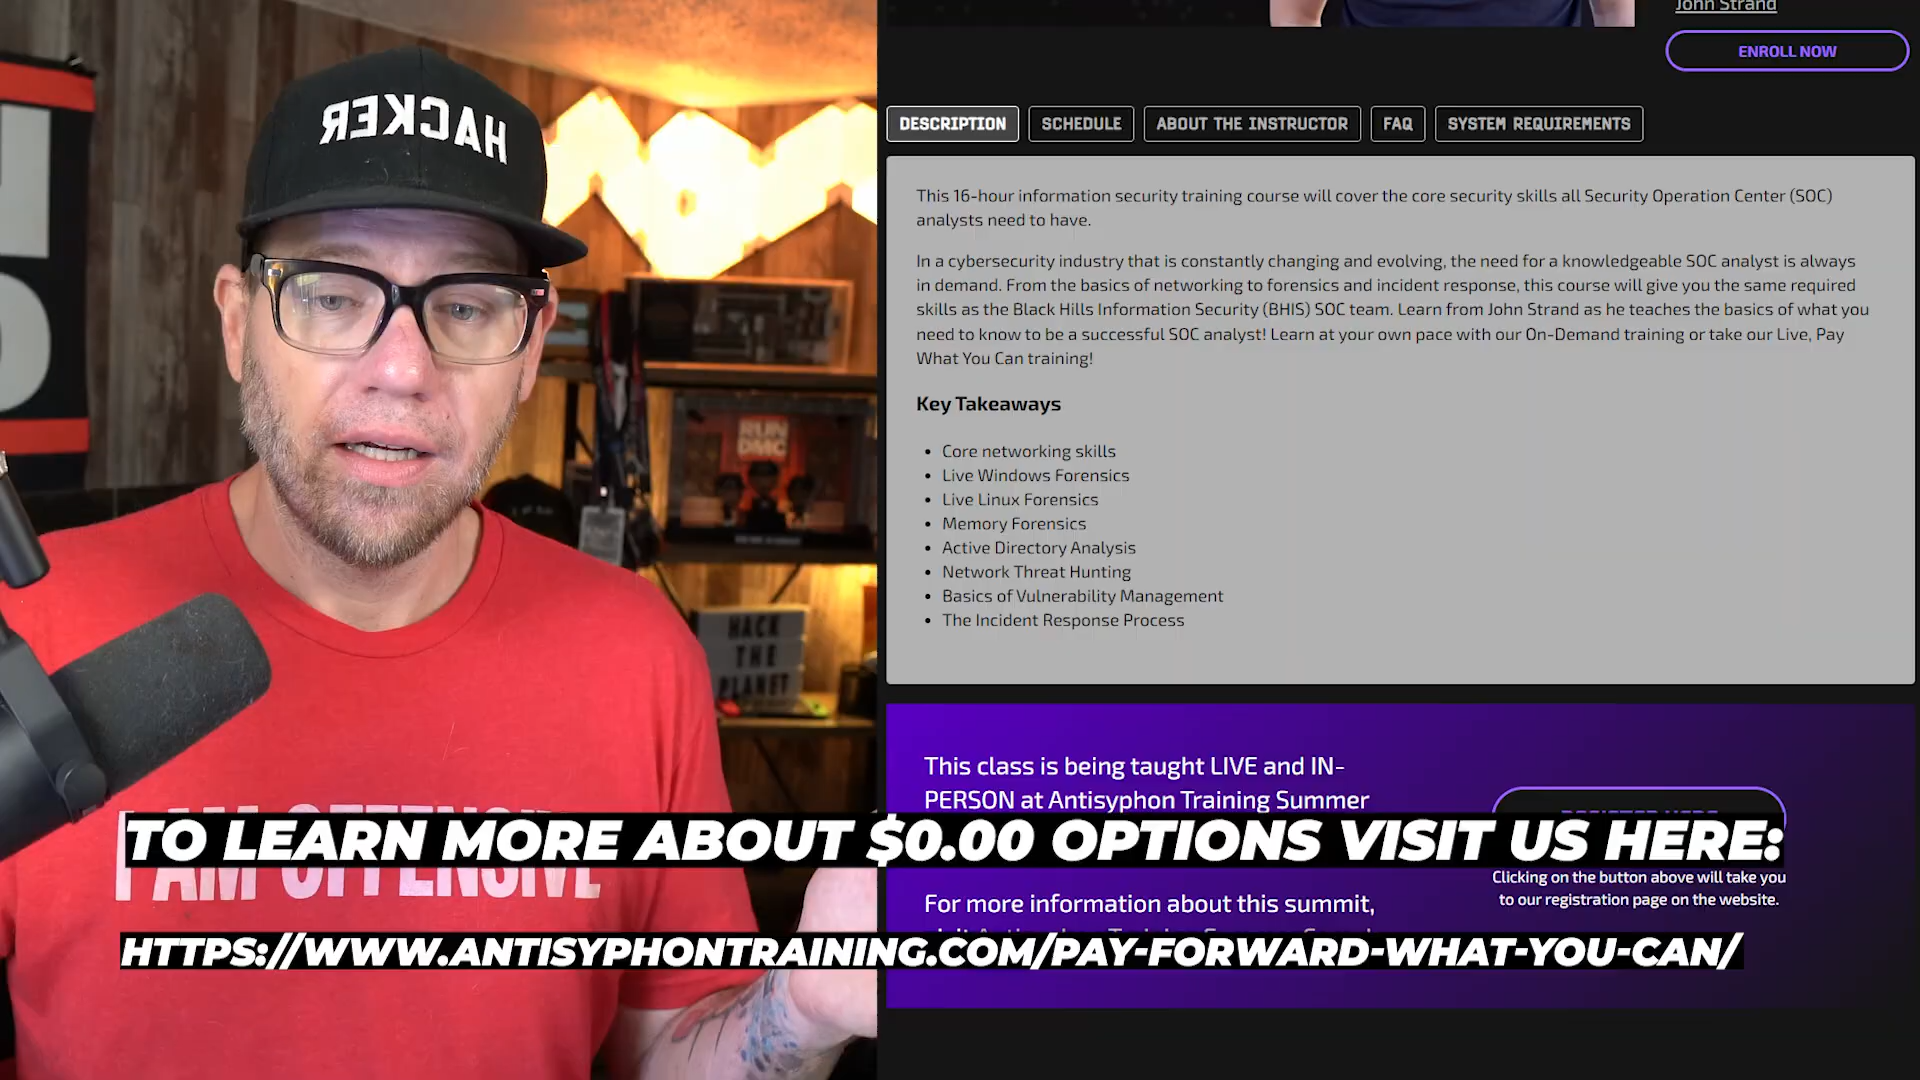 HACKER
RUN
DMC
HACK
THE
PLANET
I AM OFFENSIVE
John Strand
ENROLL NOW
DESCRIPTION
SCHEDULE
ABOUT THE INSTRUCTOR
FAQ
SYSTEM REQUIREMENTS
This 16-hour information security training course will cover the core security skills all Security Operation Center (SOC)
analysts need to have.
In a cybersecurity industry that is constantly changing and evolving, the need for a knowledgeable SOC analyst is always
in demand. From the basics of networking to forensics and incident response, this course will give you the same required
skills as the Black Hills Information Security (BHIS) SOC team. Learn from John Strand as he teaches the basics of what you
need to know to be a successful SOC analyst! Learn at your own pace with our On-Demand training or take our Live, Pay
What You Can training!
Key Takeaways
• Core networking skills
• Live Windows Forensics
• Live Linux Forensics
• Memory Forensics
• Active Directory Analysis
• Network Threat Hunting
• Basics of Vulnerability Management
• The Incident Response Process
This class is being taught LIVE and IN-
PERSON at Antisyphon Training Summer
TO LEARN MORE ABOUT $0.00 OPTIONS VISIT US HERE:
Clicking on the button above will take you
to our registration page on the website.
For more information about this summit,
HTTPS://WWW.ANTISYPHONTRAINING.COM/PAY-FORWARD-WHAT-YOU-CAN/